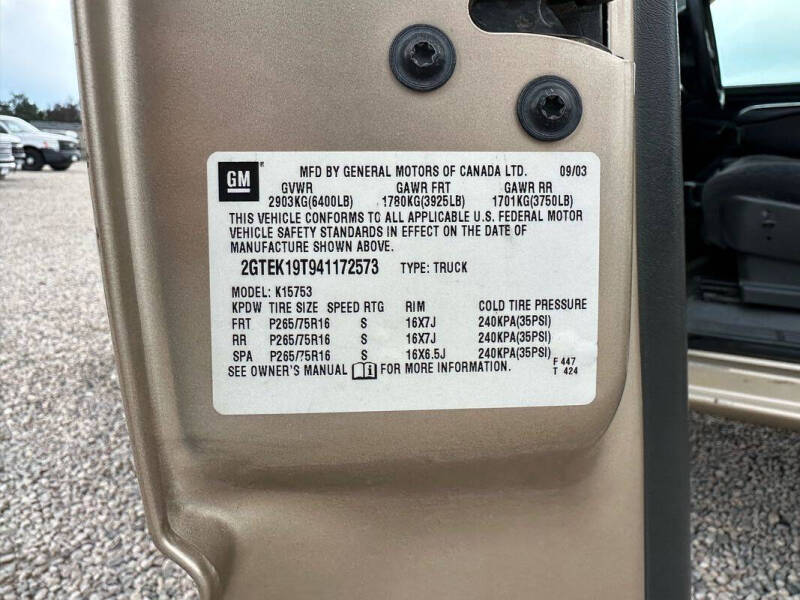 GM MFD BY GENERAL MOTORS OF CANADA LTD. 09/03
GVWR GAWR FRT GAWR RR
2903KG(6400LB) 1780KG(3925LB) 1701KG(3750LB)
THIS VEHICLE CONFORMS TO ALL APPLICABLE U.S. FEDERAL MOTOR
VEHICLE SAFETY STANDARDS IN EFFECT ON THE DATE OF
MANUFACTURE SHOWN ABOVE.
2GTEK19T941172573 TYPE: TRUCK
MODEL: K15753
KPDW TIRE SIZE SPEED RTG RIM COLD TIRE PRESSURE
FRT P265/75R16 S 16X7J 240KPA(35PSI)
RR P265/75R16 S 16X7J 240KPA(35PSI)
SPA P265/75R16 S 16X6.5J 240KPA(35PSI)
SEE OWNER'S MANUAL i FOR MORE INFORMATION. F 447
T 424